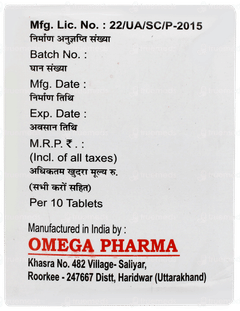 Mfg. Lic. No. : 22/UA/SC/P-2015
निर्माण अनुज्ञप्ति संख्या
Batch No. :
घान संख्या
Mfg. Date :
निर्माण तिथि
Exp. Date :
अवसान तिथि
M.R.P. ₹ . :
(Incl. of all taxes)
अधिकतम खुदरा मूल्य रु.
(सभी करों सहित)
Per 10 Tablets
Manufactured in India by :
OMEGA PHARMA
Khasra No. 482 Village- Saliyar,
Roorkee - 247667 Distt, Haridwar (Uttarakhand)